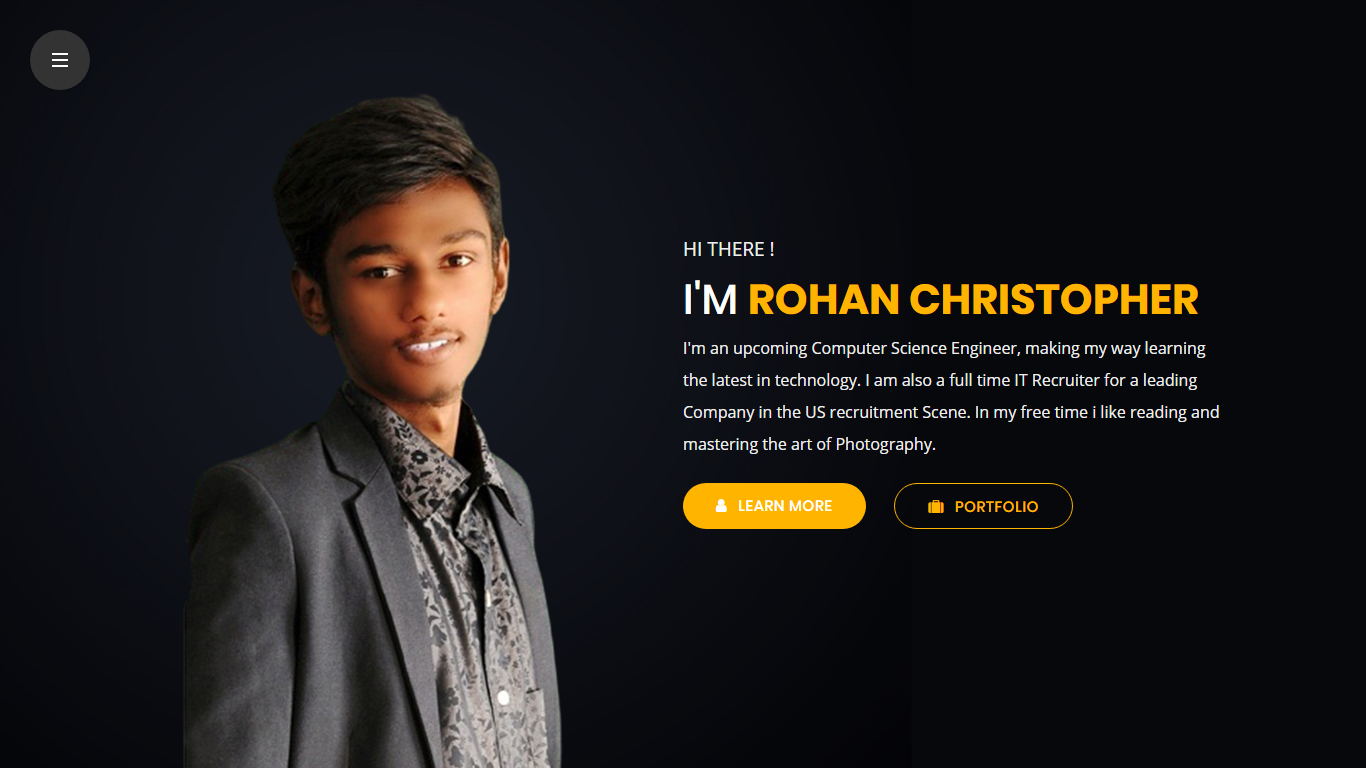 HI THERE !
I'M ROHAN CHRISTOPHER
I'm an upcoming Computer Science Engineer, making my way learning
the latest in technology. I am also a full time IT Recruiter for a leading
Company in the US recruitment Scene. In my free time i like reading and
mastering the art of Photography.
LEARN MORE
PORTFOLIO